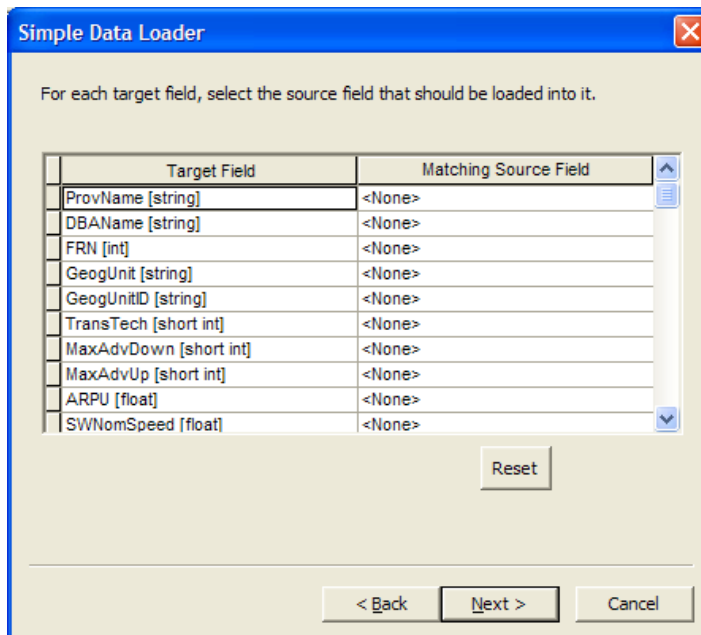 Simple Data Loader
For each target field, select the source field that should be loaded into it.
Target Field Matching Source Field
ProvName [string] <None>
DBAName [string] <None>
FRN [int] <None>
GeogUnit [string] <None>
GeogUnitID [string] <None>
TransTech [short int] <None>
MaxAdvDown [short int] <None>
MaxAdvUp [short int] <None>
ARPU [float] <None>
SWNomSpeed [float] <None>
Reset
< Back Next > Cancel